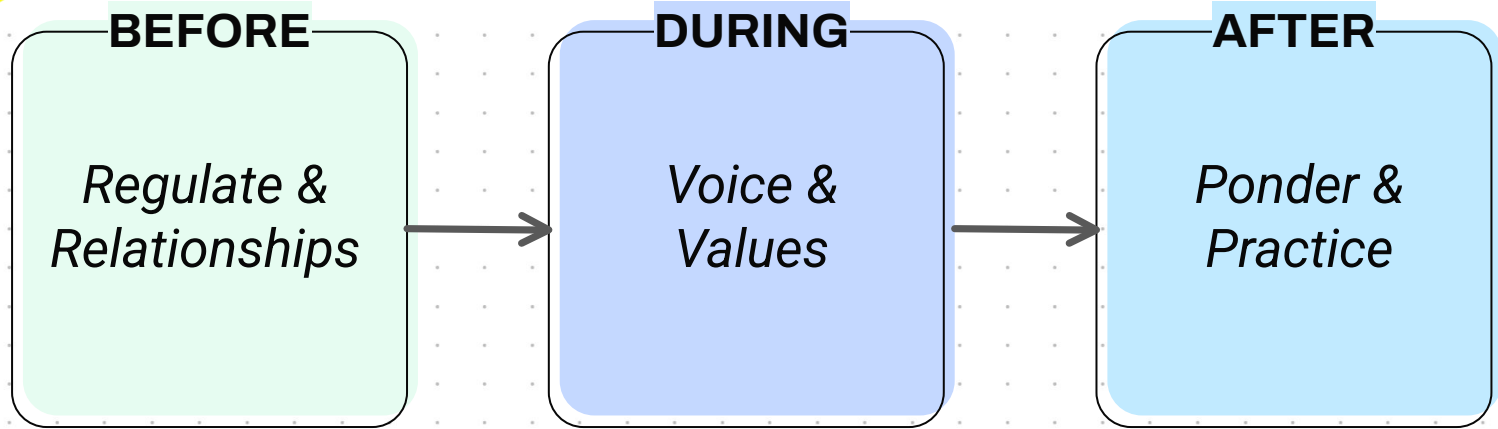 BEFORE
Regulate &
Relationships
DURING
Voice &
Values
AFTER
Ponder &
Practice